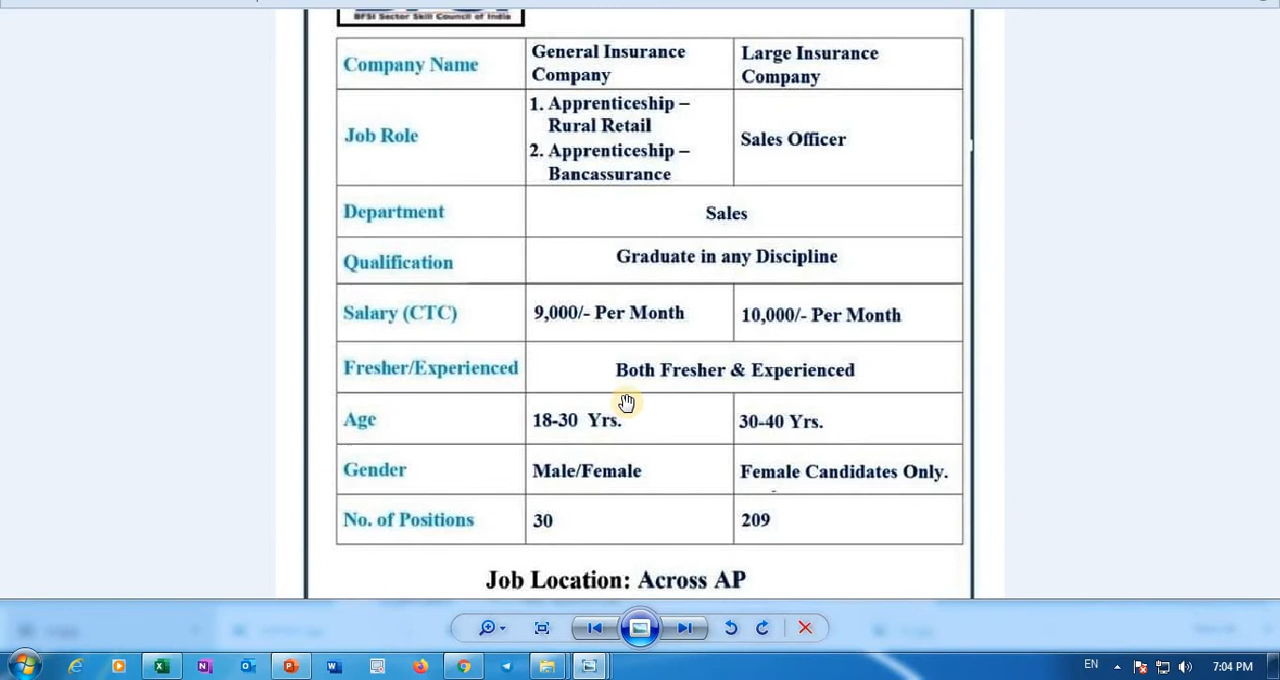 BFSI Sector Skill Council of India
Company Name
General Insurance
Company
Large Insurance
Company
Job Role
1. Apprenticeship –
Rural Retail
2. Apprenticeship –
Bancassurance
Sales Officer
Department
Sales
Qualification
Graduate in any Discipline
Salary (CTC)
9,000/- Per Month
10,000/- Per Month
Fresher/Experienced
Both Fresher & Experienced
Age
18-30 Yrs.
30-40 Yrs.
Gender
Male/Female
Female Candidates Only.
No. of Positions
30
209
Job Location: Across AP
EN
7:04 PM